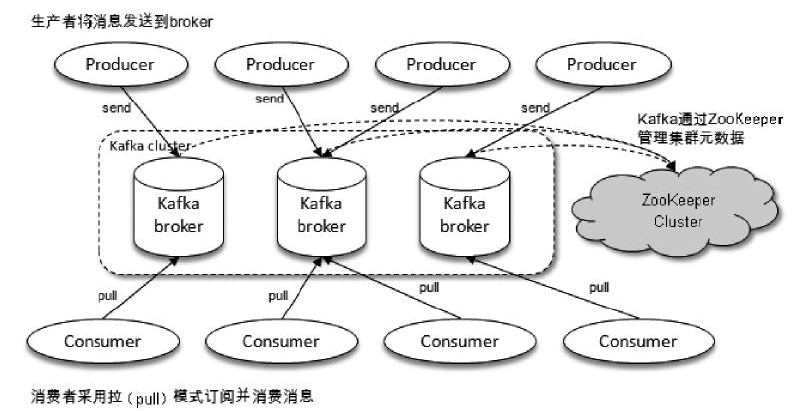 生产者将消息发送到broker
Producer
Producer
Producer
Producer
send
send
send
send
Kafka通过ZooKeeper
管理集群元数据
Kafka cluster
Kafka
broker
Kafka
broker
Kafka
broker
ZooKeeper
Cluster
pull
pull
pull
pull
Consumer
Consumer
Consumer
Consumer
消费者采用拉（pull）模式订阅并消费消息